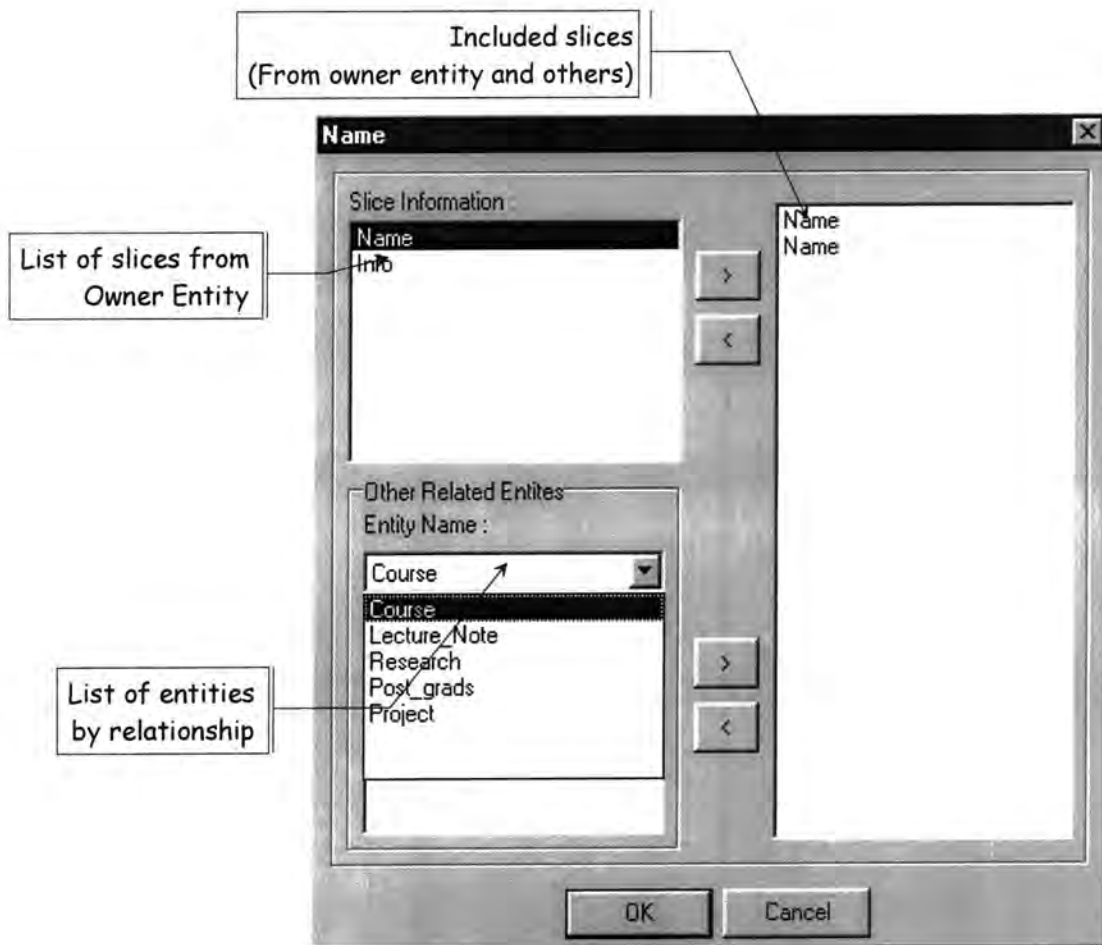 Included slices
(From owner entity and others)
Name
Slice Information :
Name
Info
Name
Name
List of slices from
Owner Entity
>
<
Other Related Entites
Entity Name :
Course
Course
Lecture_Note
Research
Post_grads
Project
>
<
List of entities
by relationship
OK
Cancel